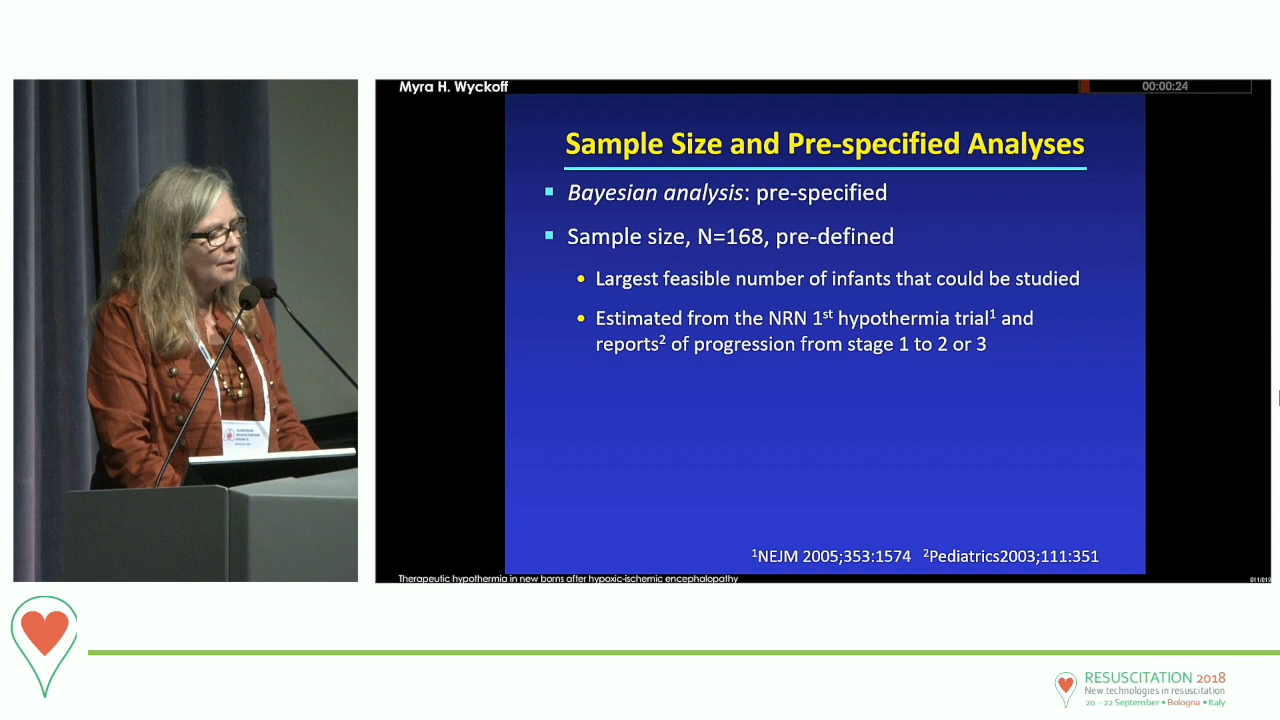 Myra H. Wyckoff
00:00:24
Sample Size and Pre-specified Analyses
Bayesian analysis: pre-specified
Sample size, N=168, pre-defined
Largest feasible number of infants that could be studied
Estimated from the NRN 1st hypothermia trial1 and
reports2 of progression from stage 1 to 2 or 3
1NEJM 2005;353:1574 2Pediatrics2003;111:351
Therapeutic hypothermia in new borns after hypoxic-ischemic encephalopathy
EUROPEAN
RESUSCITATION
COUNCIL
RESUSCITATION 2018
New technologies in resuscitation
20 - 22 September • Bologna • Italy